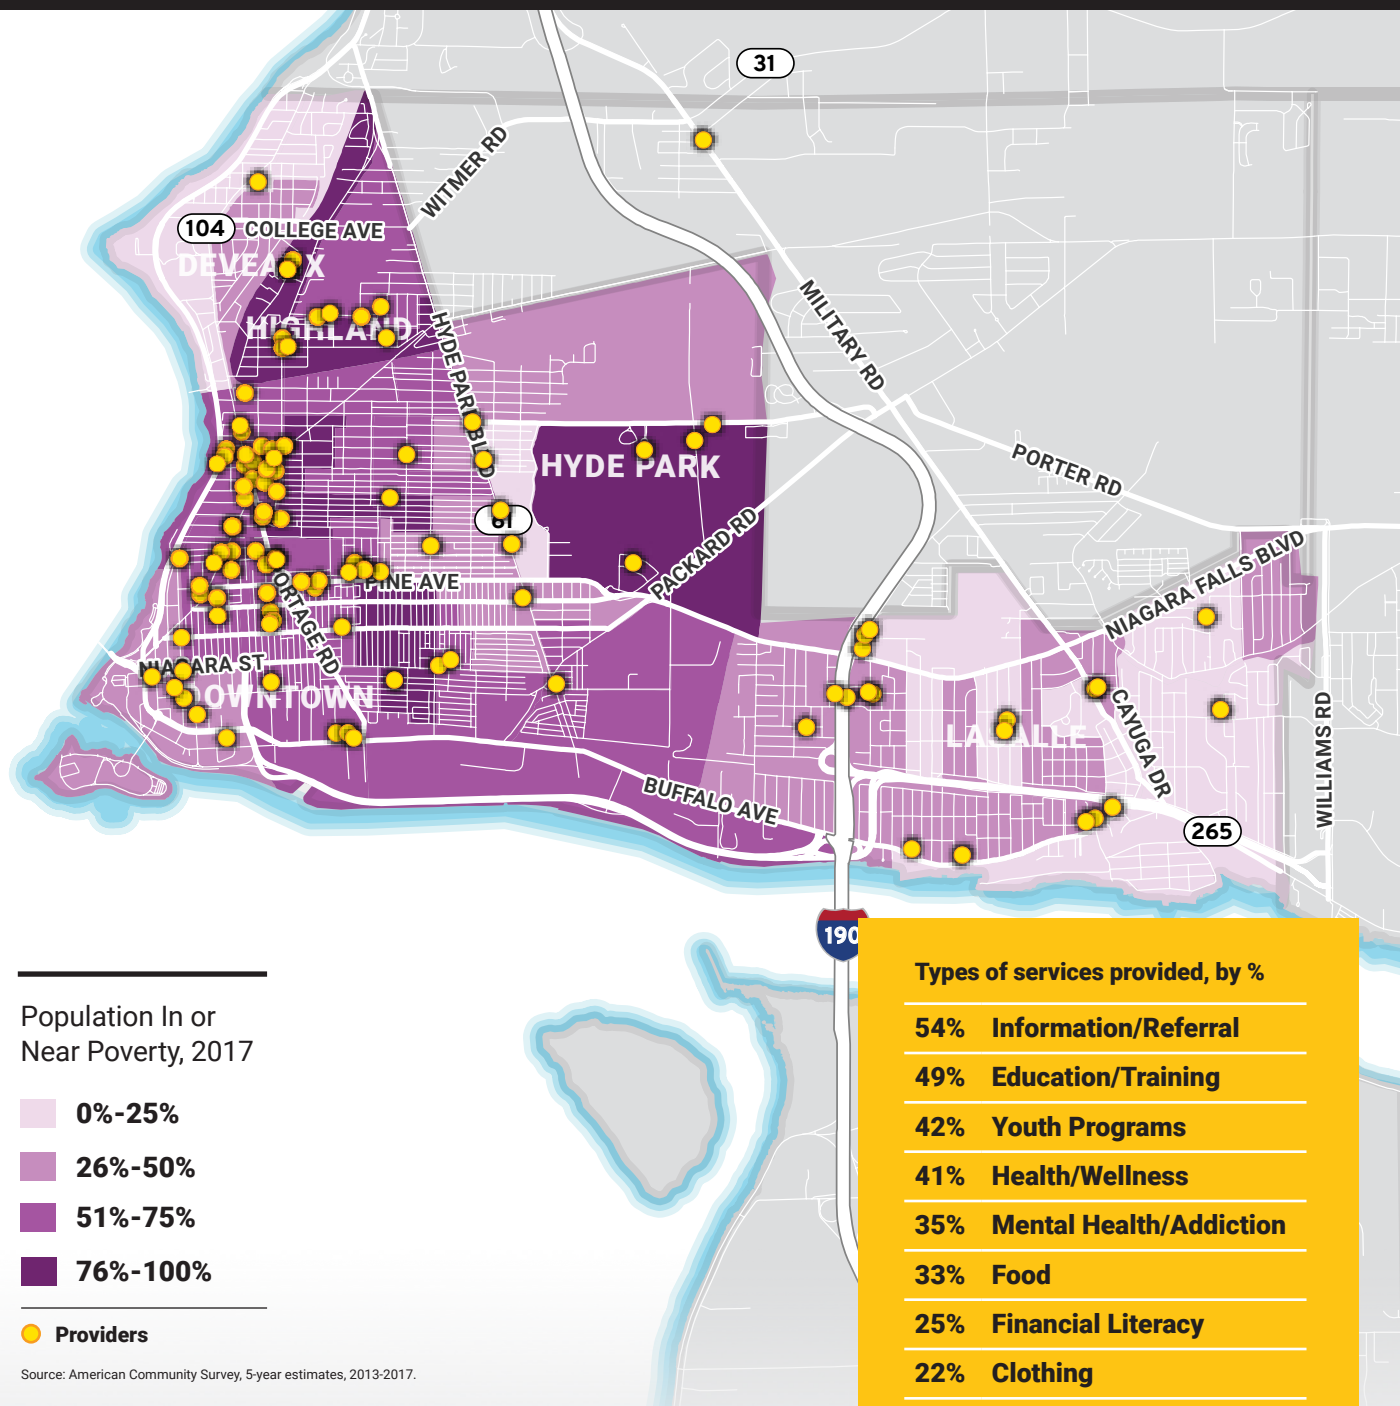 31
WITMER RD
104
COLLEGE AVE
DEVEAUX
HIGHLAND
HYDE PARK BLVD
MILITARY RD
HYDE PARK
PORTER RD
61
PACKARD RD
NIAGARA FALLS BLVD
PINE AVE
PORTAGE RD
NIAGARA ST
DOWNTOWN
LASALLE
CAYUGA DR
WILLIAMS RD
BUFFALO AVE
265
190
Population In or
Near Poverty, 2017
0%-25%
26%-50%
51%-75%
76%-100%
Providers
Source: American Community Survey, 5-year estimates, 2013-2017.
Types of services provided, by %
54% Information/Referral
49% Education/Training
42% Youth Programs
41% Health/Wellness
35% Mental Health/Addiction
33% Food
25% Financial Literacy
22% Clothing